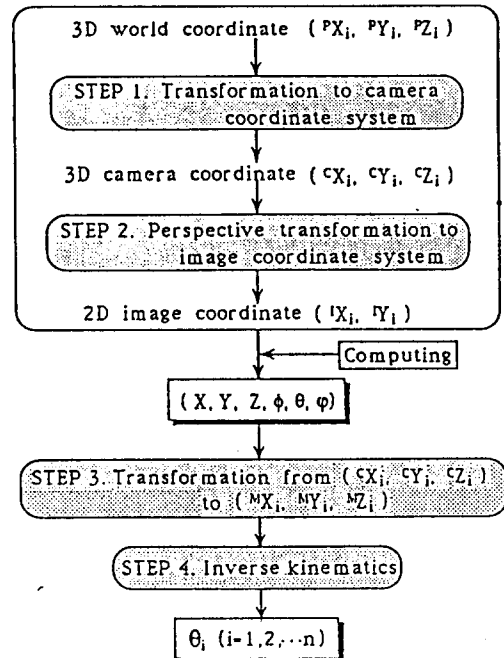 3D world coordinate (ᴾXᵢ, ᴾYᵢ, ᴾZᵢ)
STEP 1. Transformation to camera
coordinate system
3D camera coordinate (ᶜXᵢ, ᶜYᵢ, ᶜZᵢ)
STEP 2. Perspective transformation to
image coordinate system
2D image coordinate (ᴵXᵢ, ᴵYᵢ)
Computing
(X, Y, Z, ϕ, θ, φ)
STEP 3. Transformation from (ᶜXᵢ, ᶜYᵢ, ᶜZᵢ)
to (ᴹXᵢ, ᴹYᵢ, ᴹZᵢ)
STEP 4. Inverse kinematics
θᵢ (i=1,2,···n)